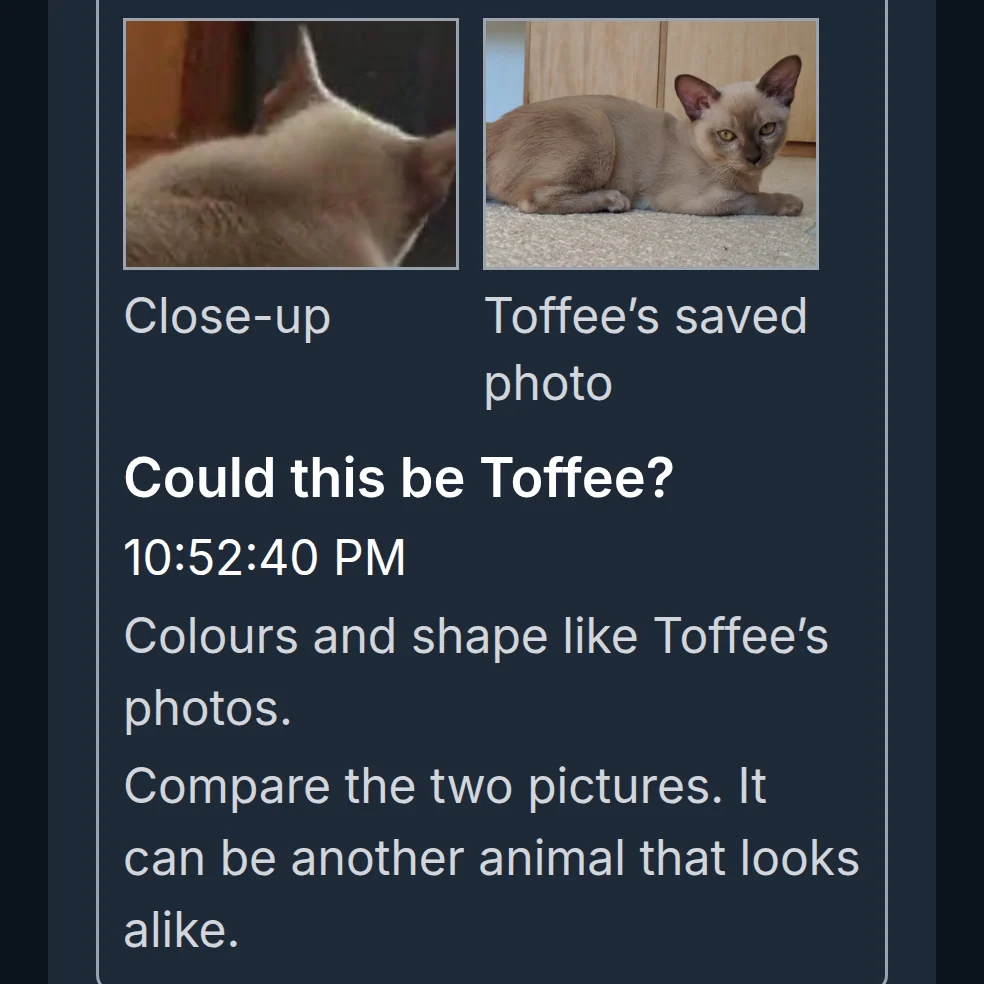 Close-up
Toffee’s saved
photo
Could this be Toffee?
10:52:40 PM
Colours and shape like Toffee’s
photos.
Compare the two pictures. It
can be another animal that looks
alike.